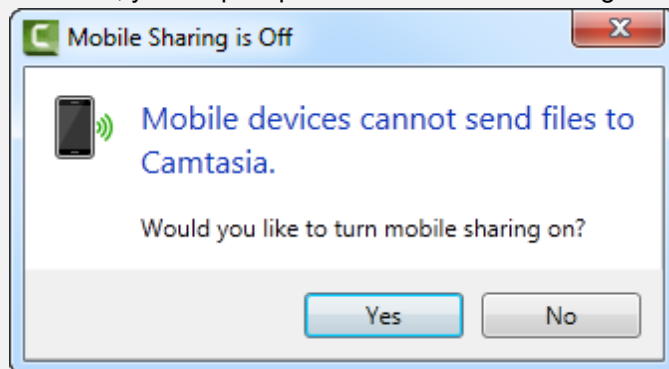 Mobile Sharing is Off
Mobile devices cannot send files to
Camtasia.
Would you like to turn mobile sharing on?
Yes
No